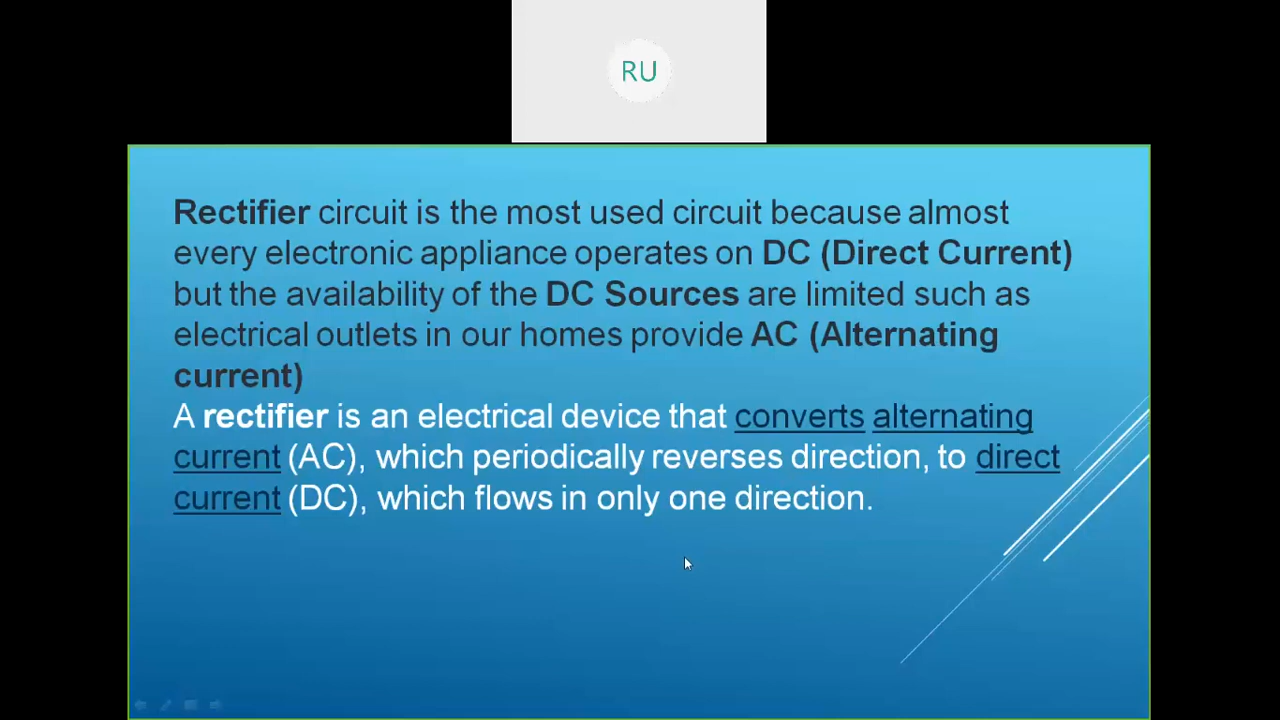 RU
Rectifier circuit is the most used circuit because almost
every electronic appliance operates on DC (Direct Current)
but the availability of the DC Sources are limited such as
electrical outlets in our homes provide AC (Alternating
current)
A rectifier is an electrical device that converts alternating
current (AC), which periodically reverses direction, to direct
current (DC), which flows in only one direction.